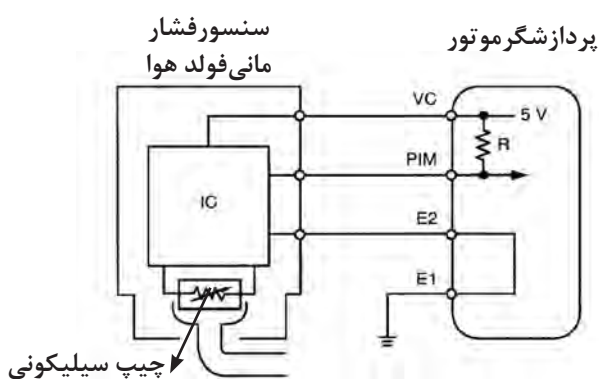 سنسورفشار
مانی‌فولد هوا
پردازشگرموتور
VC
5 V
R
PIM
IC
E2
E1
چیپ سیلیکونی